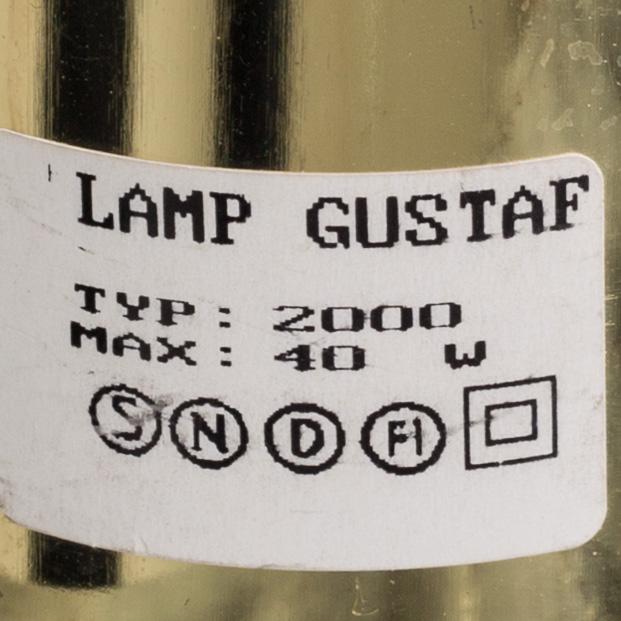 LAMP GUSTAF
TYP: 2000
MAX: 40 W
S N D FI